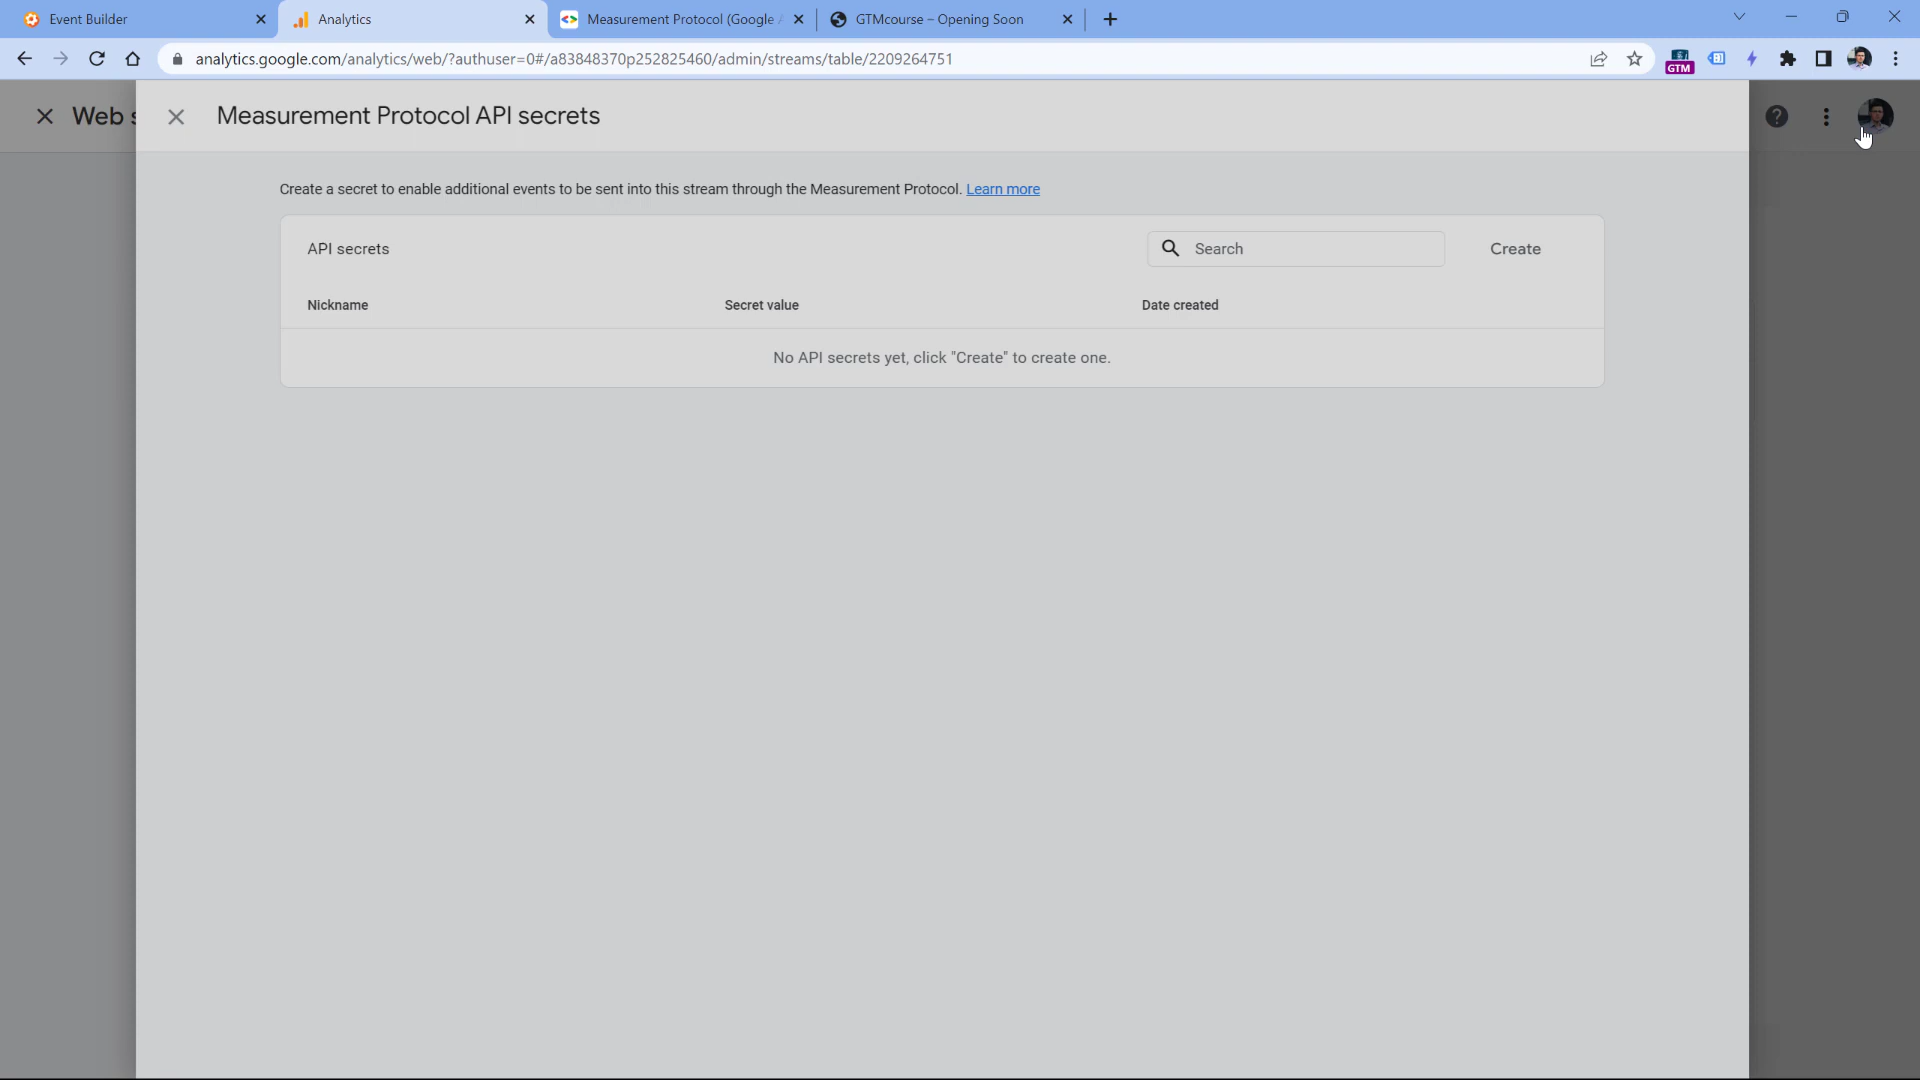 Event Builder
Analytics
Measurement Protocol (Google
GTMcourse – Opening Soon
analytics.google.com/analytics/web/?authuser=0#/a83848370p252825460/admin/streams/table/2209264751
GTM
Web s
Measurement Protocol API secrets
Create a secret to enable additional events to be sent into this stream through the Measurement Protocol. Learn more
API secrets
Search
Create
Nickname
Secret value
Date created
No API secrets yet, click "Create" to create one.